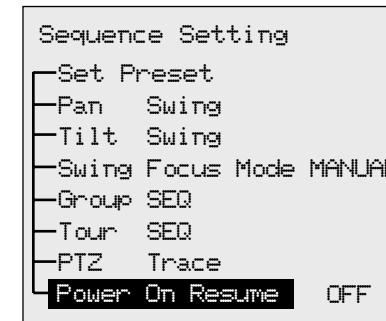 Sequence Setting
Set Preset
Pan Swing
Tilt Swing
Swing Focus Mode MANUAL
Group SEQ
Tour SEQ
PTZ Trace
Power On Resume OFF